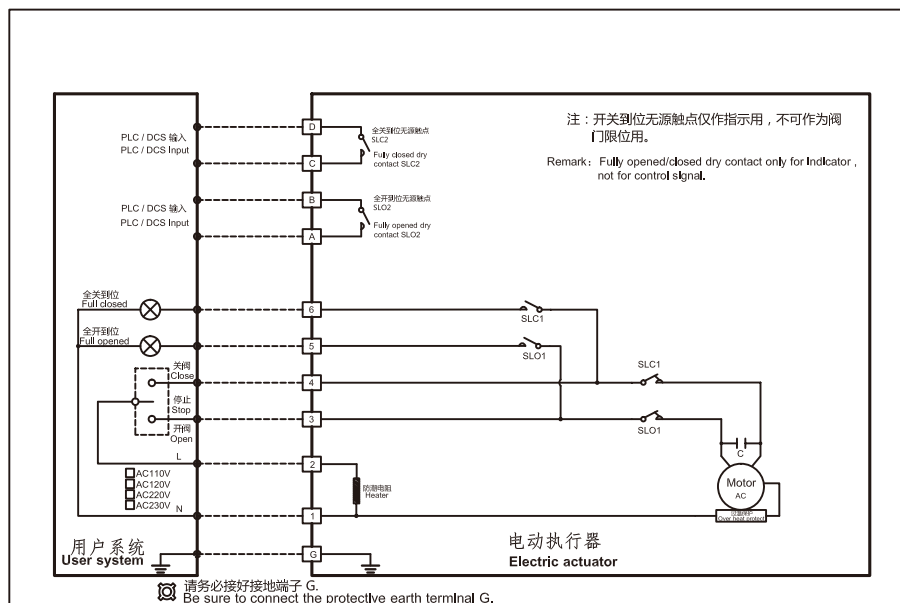 注：开关到位无源触点仅作指示用，不可作为阀
门限位用。
Remark: Fully opened/closed dry contact only for Indicator,
not for control signal.
PLC / DCS 输入
PLC / DCS Input
D
全关到位无源触点
SLC2
Fully closed dry
contact SLC2
C
PLC / DCS 输入
PLC / DCS Input
B
全开到位无源触点
SLO2
Fully opened dry
contact SLO2
A
全关到位
Full closed
6
SLC1
全开到位
Full opened
5
SLO1
关阀
Close
4
SLC1
停止
Stop
3
SLO1
开阀
Open
C
L
2
Motor
AC
AC110V
AC120V
AC220V
AC230V
防潮电阻
Heater
N
1
过热保护
Over heat protect
用户系统
User system
G
电动执行器
Electric actuator
请务必接好接地端子 G.
Be sure to connect the protective earth terminal G.